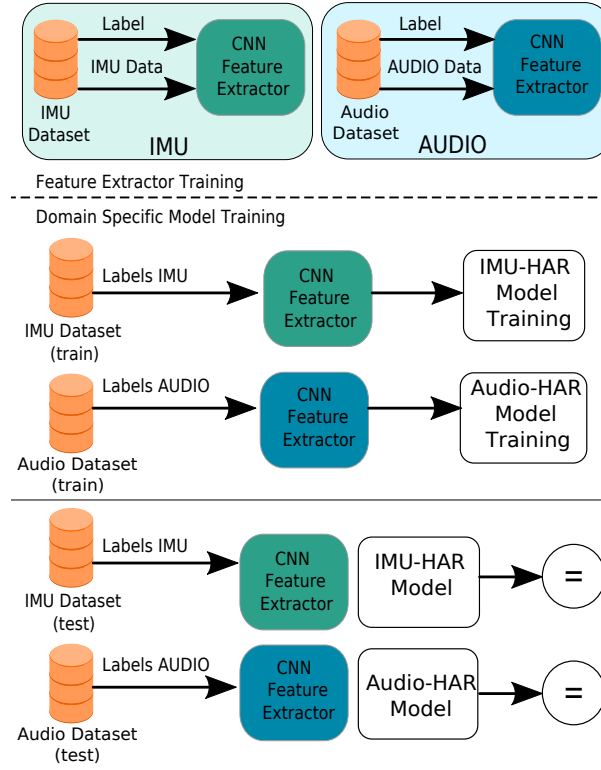 Label
IMU Data
CNN
Feature
Extractor
IMU
Dataset
IMU
Label
AUDIO Data
CNN
Feature
Extractor
Audio
Dataset
AUDIO
Feature Extractor Training
Domain Specific Model Training
Labels IMU
IMU Dataset
(train)
CNN
Feature
Extractor
IMU-HAR
Model
Training
Labels AUDIO
Audio Dataset
(train)
CNN
Feature
Extractor
Audio-HAR
Model
Training
Labels IMU
IMU Dataset
(test)
CNN
Feature
Extractor
IMU-HAR
Model
=
Labels AUDIO
Audio Dataset
(test)
CNN
Feature
Extractor
Audio-HAR
Model
=